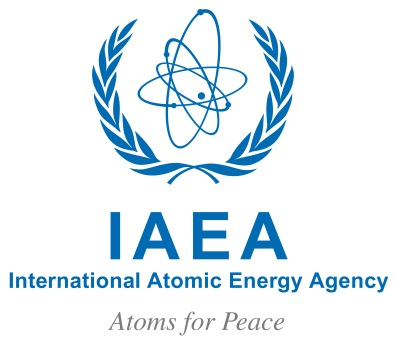 IAEA
International Atomic Energy Agency
Atoms for Peace